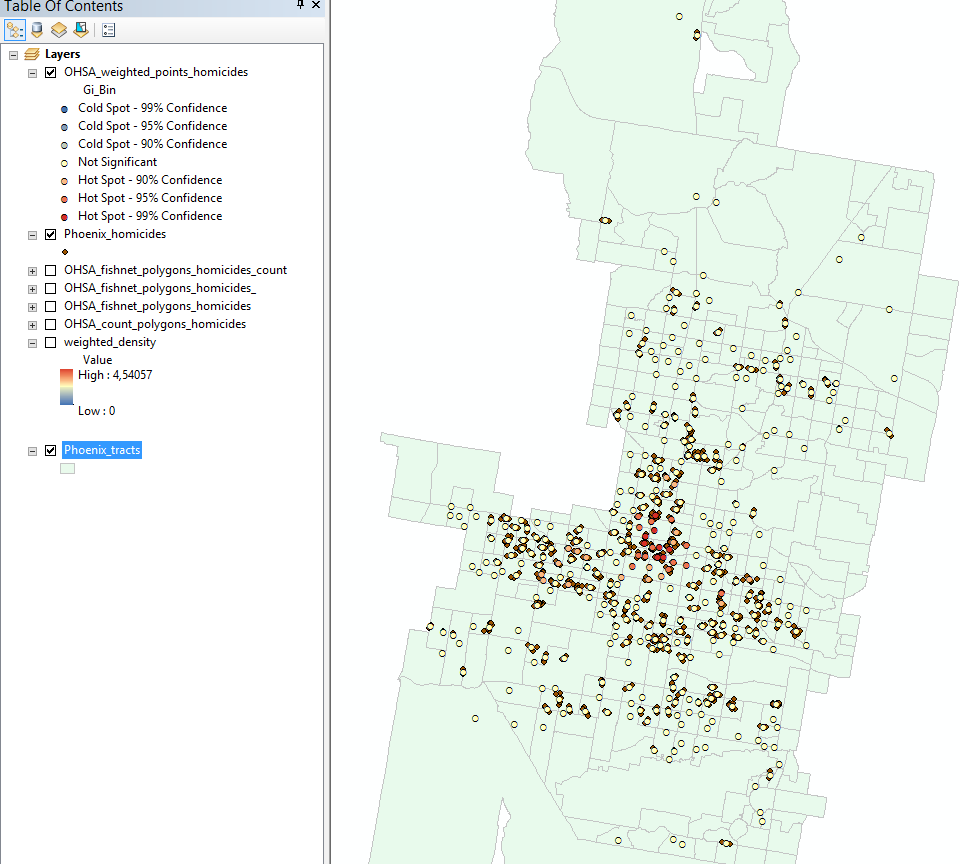 Table Of Contents
Layers
OHSA_weighted_points_homicides
Gi_Bin
Cold Spot - 99% Confidence
Cold Spot - 95% Confidence
Cold Spot - 90% Confidence
Not Significant
Hot Spot - 90% Confidence
Hot Spot - 95% Confidence
Hot Spot - 99% Confidence
Phoenix_homicides
OHSA_fishnet_polygons_homicides_count
OHSA_fishnet_polygons_homicides_
OHSA_fishnet_polygons_homicides
OHSA_count_polygons_homicides
weighted_density
Value
High : 4,54057
Low : 0
Phoenix_tracts